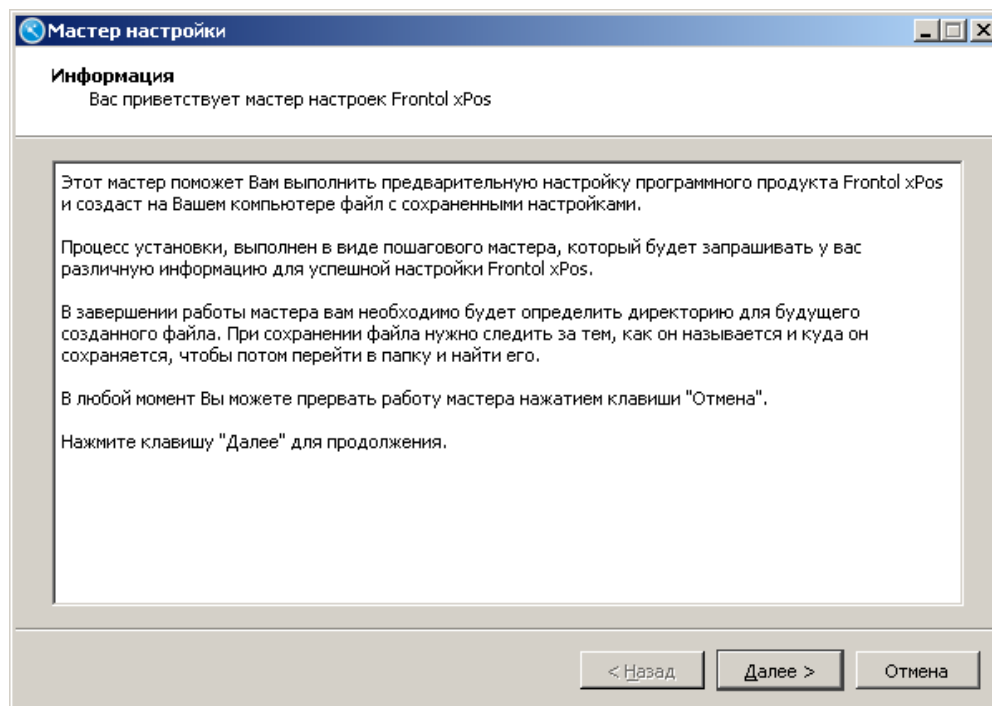 Мастер настройки
Информация
Вас приветствует мастер настроек Frontol xPos
Этот мастер поможет Вам выполнить предварительную настройку программного продукта Frontol xPos
и создаст на Вашем компьютере файл с сохраненными настройками.
Процесс установки, выполнен в виде пошагового мастера, который будет запрашивать у вас
различную информацию для успешной настройки Frontol xPos.
В завершении работы мастера вам необходимо будет определить директорию для будущего
созданного файла. При сохранении файла нужно следить за тем, как он называется и куда он
сохраняется, чтобы потом перейти в папку и найти его.
В любой момент Вы можете прервать работу мастера нажатием клавиши "Отмена".
Нажмите клавишу "Далее" для продолжения.
< Назад Далее > Отмена